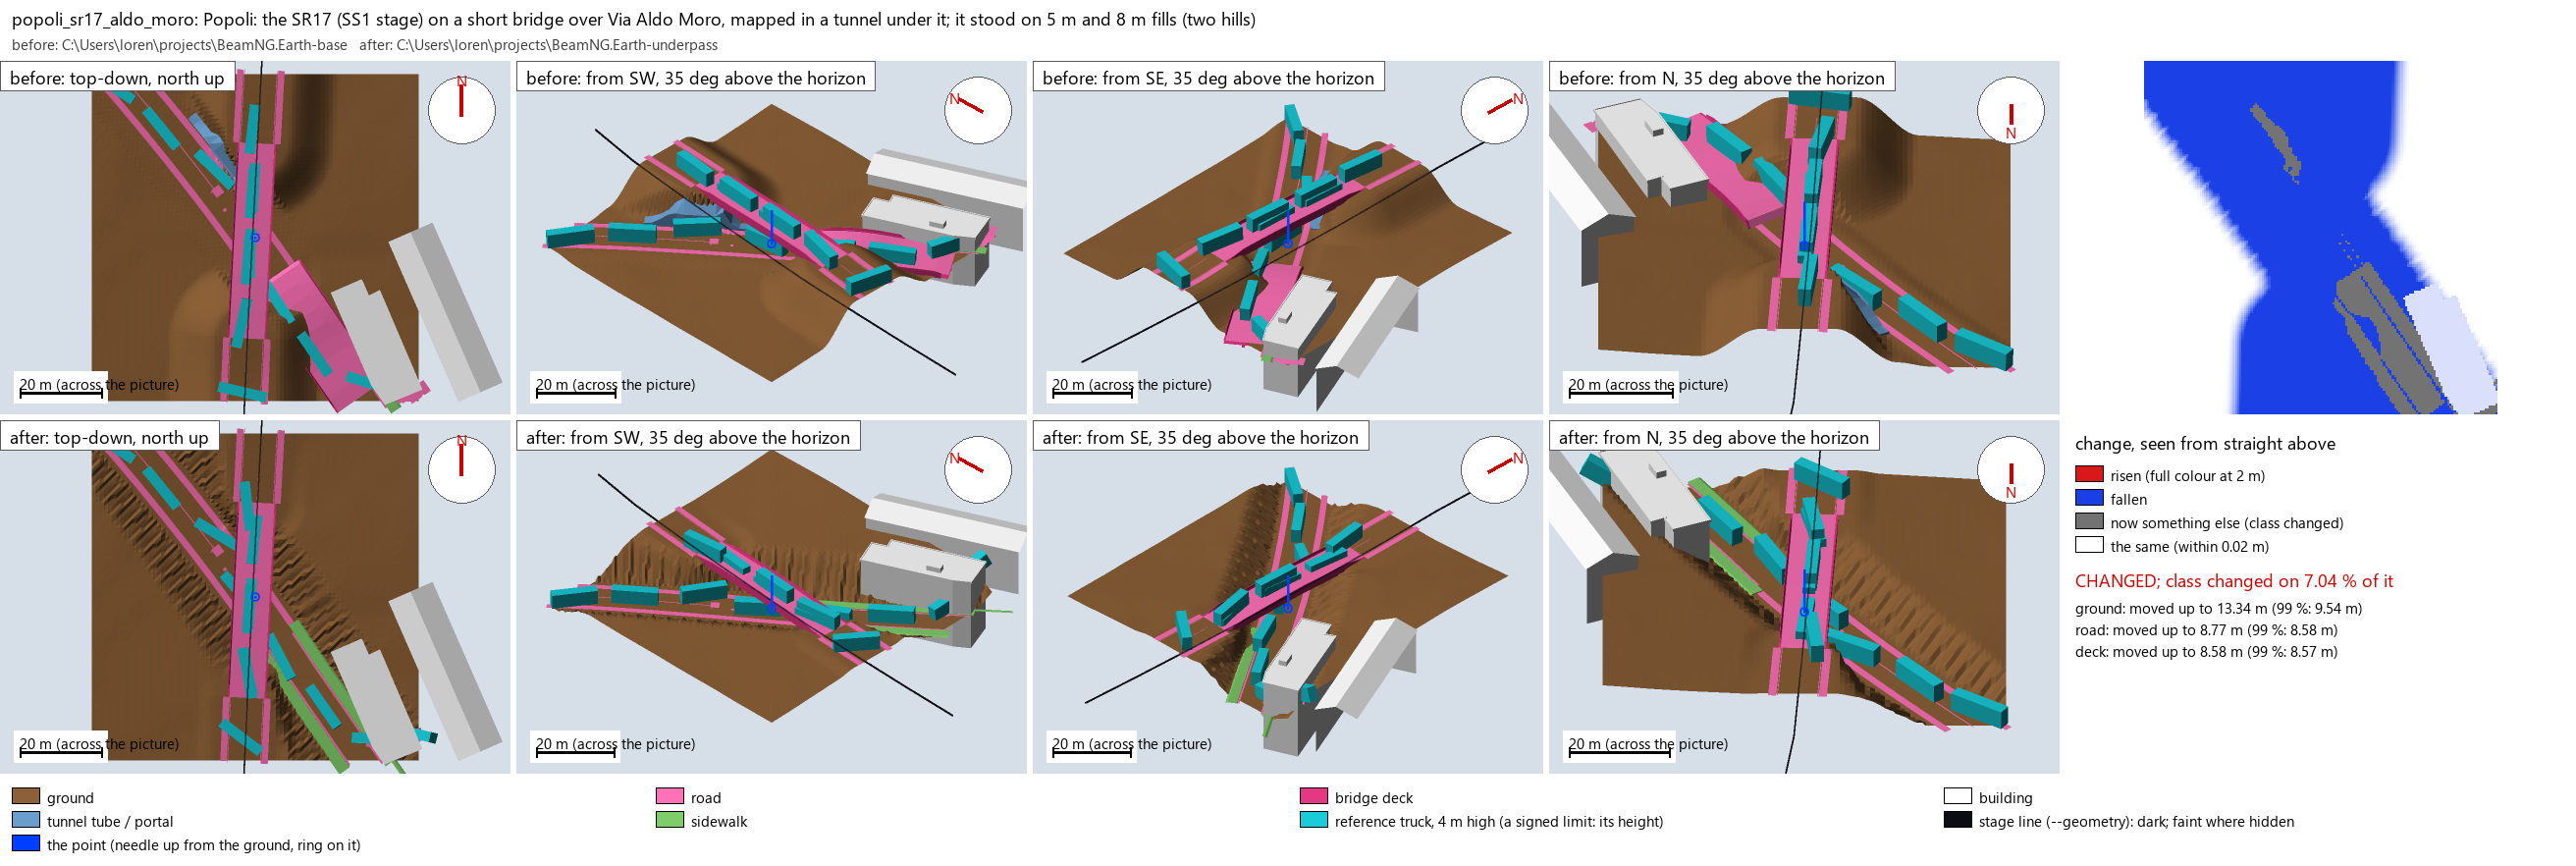 popoli_sr17_aldo_moro: Popoli: the SR17 (SS1 stage) on a short bridge over Via Aldo Moro, mapped in a tunnel under it; it stood on 5 m and 8 m fills (two hills)
before: C:\Users\loren\projects\BeamNG.Earth-base after: C:\Users\loren\projects\BeamNG.Earth-underpass
before: top-down, north up
before: from SW, 35 deg above the horizon
before: from SE, 35 deg above the horizon
before: from N, 35 deg above the horizon
N
N
N
N
20 m (across the picture)
20 m (across the picture)
20 m (across the picture)
20 m (across the picture)
after: top-down, north up
after: from SW, 35 deg above the horizon
after: from SE, 35 deg above the horizon
after: from N, 35 deg above the horizon
N
N
N
N
20 m (across the picture)
20 m (across the picture)
20 m (across the picture)
20 m (across the picture)
change, seen from straight above
risen (full colour at 2 m)
fallen
now something else (class changed)
the same (within 0.02 m)
CHANGED; class changed on 7.04 % of it
ground: moved up to 13.34 m (99 %: 9.54 m)
road: moved up to 8.77 m (99 %: 8.58 m)
deck: moved up to 8.58 m (99 %: 8.57 m)
ground
road
bridge deck
building
tunnel tube / portal
sidewalk
reference truck, 4 m high (a signed limit: its height)
stage line (--geometry): dark; faint where hidden
the point (needle up from the ground, ring on it)